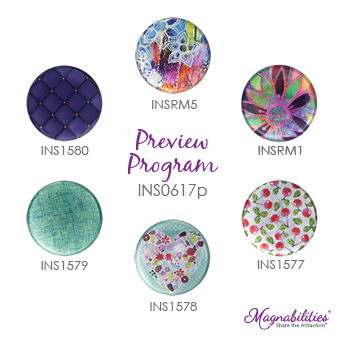 INSRM5
INS1580
INSRM1
Preview
Program
INS0617p
INS1579
INS1577
INS1578
Magnabilities®
Share the Attraction®